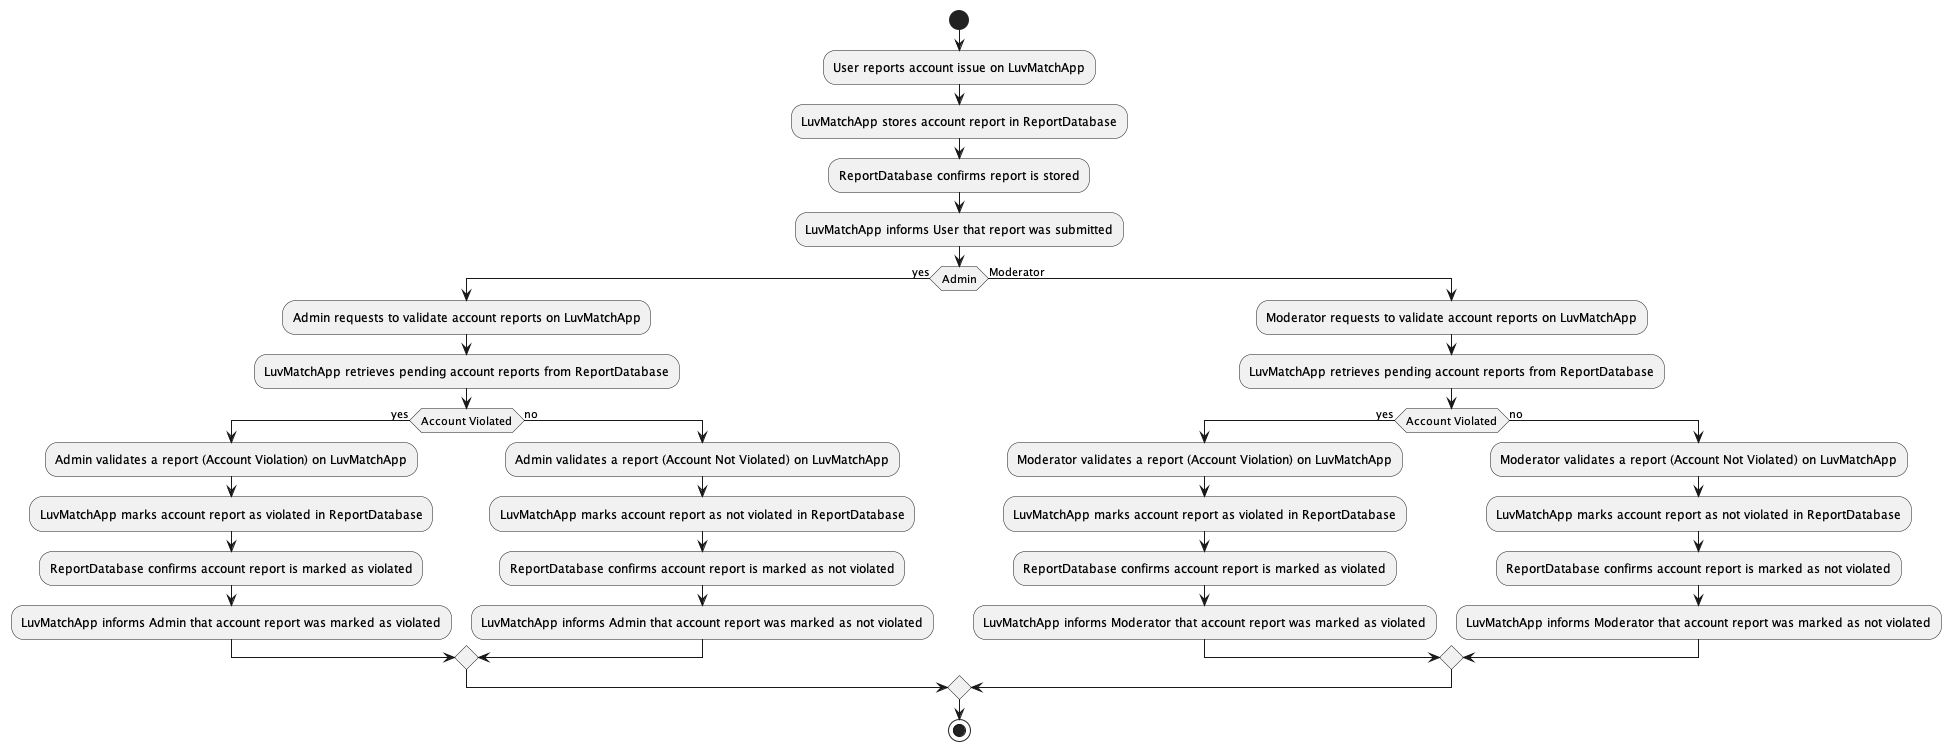 User reports account issue on LuvMatchApp
LuvMatchApp stores account report in ReportDatabase
ReportDatabase confirms report is stored
LuvMatchApp informs User that report was submitted
yes
Admin
Moderator
Admin requests to validate account reports on LuvMatchApp
LuvMatchApp retrieves pending account reports from ReportDatabase
yes
Account Violated
no
Admin validates a report (Account Violation) on LuvMatchApp
LuvMatchApp marks account report as violated in ReportDatabase
ReportDatabase confirms account report is marked as violated
LuvMatchApp informs Admin that account report was marked as violated
Admin validates a report (Account Not Violated) on LuvMatchApp
LuvMatchApp marks account report as not violated in ReportDatabase
ReportDatabase confirms account report is marked as not violated
LuvMatchApp informs Admin that account report was marked as not violated
Moderator requests to validate account reports on LuvMatchApp
LuvMatchApp retrieves pending account reports from ReportDatabase
yes
Account Violated
no
Moderator validates a report (Account Violation) on LuvMatchApp
LuvMatchApp marks account report as violated in ReportDatabase
ReportDatabase confirms account report is marked as violated
LuvMatchApp informs Moderator that account report was marked as violated
Moderator validates a report (Account Not Violated) on LuvMatchApp
LuvMatchApp marks account report as not violated in ReportDatabase
ReportDatabase confirms account report is marked as not violated
LuvMatchApp informs Moderator that account report was marked as not violated